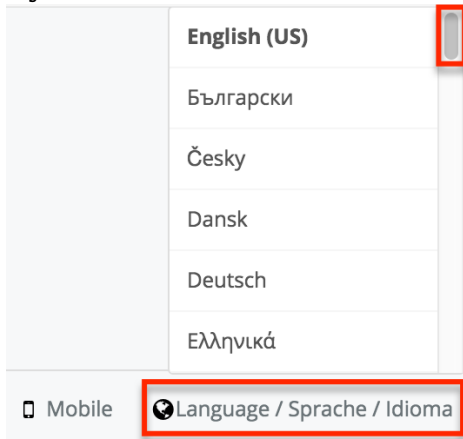 English (US)
Български
Česky
Dansk
Deutsch
Ελληνικά
Mobile
Language / Sprache / Idioma